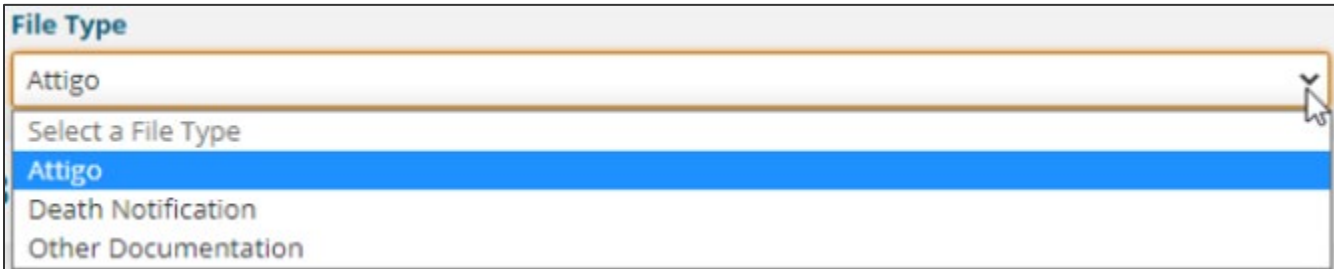 File Type
Attigo
Select a File Type
Attigo
Death Notification
Other Documentation